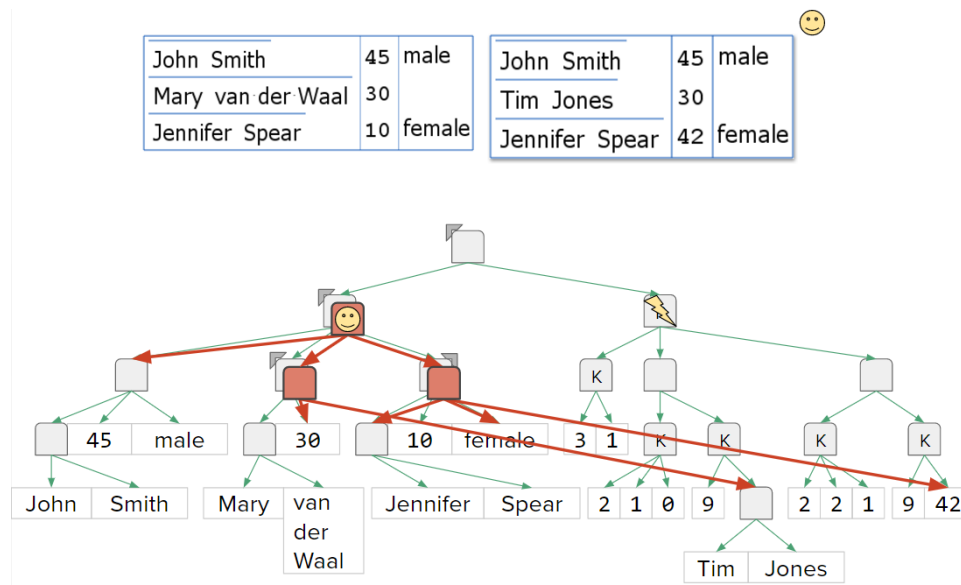 John Smith 45 male
Mary van der Waal 30
Jennifer Spear 10 female
John Smith 45 male
Tim Jones 30
Jennifer Spear 42 female
K
45 male 30 10 female 3 1 K K K K
John Smith Mary van Jennifer Spear 2 1 0 9 2 2 1 9 42
der
Waal
Tim Jones